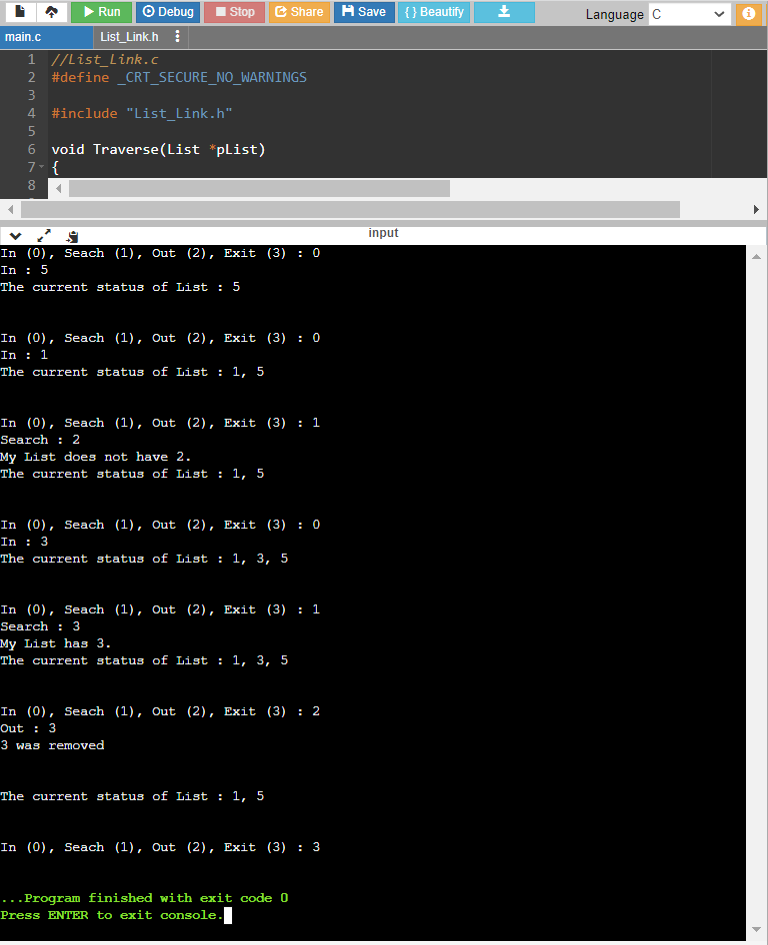 Run Debug Stop Share Save { } Beautify Language C
main.c List_Link.h
1 //List_Link.c
2 #define _CRT_SECURE_NO_WARNINGS
3
4 #include "List_Link.h"
5
6 void Traverse(List *pList)
7 {
8
input
In (0), Seach (1), Out (2), Exit (3) : 0
In : 5
The current status of List : 5
In (0), Seach (1), Out (2), Exit (3) : 0
In : 1
The current status of List : 1, 5
In (0), Seach (1), Out (2), Exit (3) : 1
Search : 2
My List does not have 2.
The current status of List : 1, 5
In (0), Seach (1), Out (2), Exit (3) : 0
In : 3
The current status of List : 1, 3, 5
In (0), Seach (1), Out (2), Exit (3) : 1
Search : 3
My List has 3.
The current status of List : 1, 3, 5
In (0), Seach (1), Out (2), Exit (3) : 2
Out : 3
3 was removed
The current status of List : 1, 5
In (0), Seach (1), Out (2), Exit (3) : 3
...Program finished with exit code 0
Press ENTER to exit console.